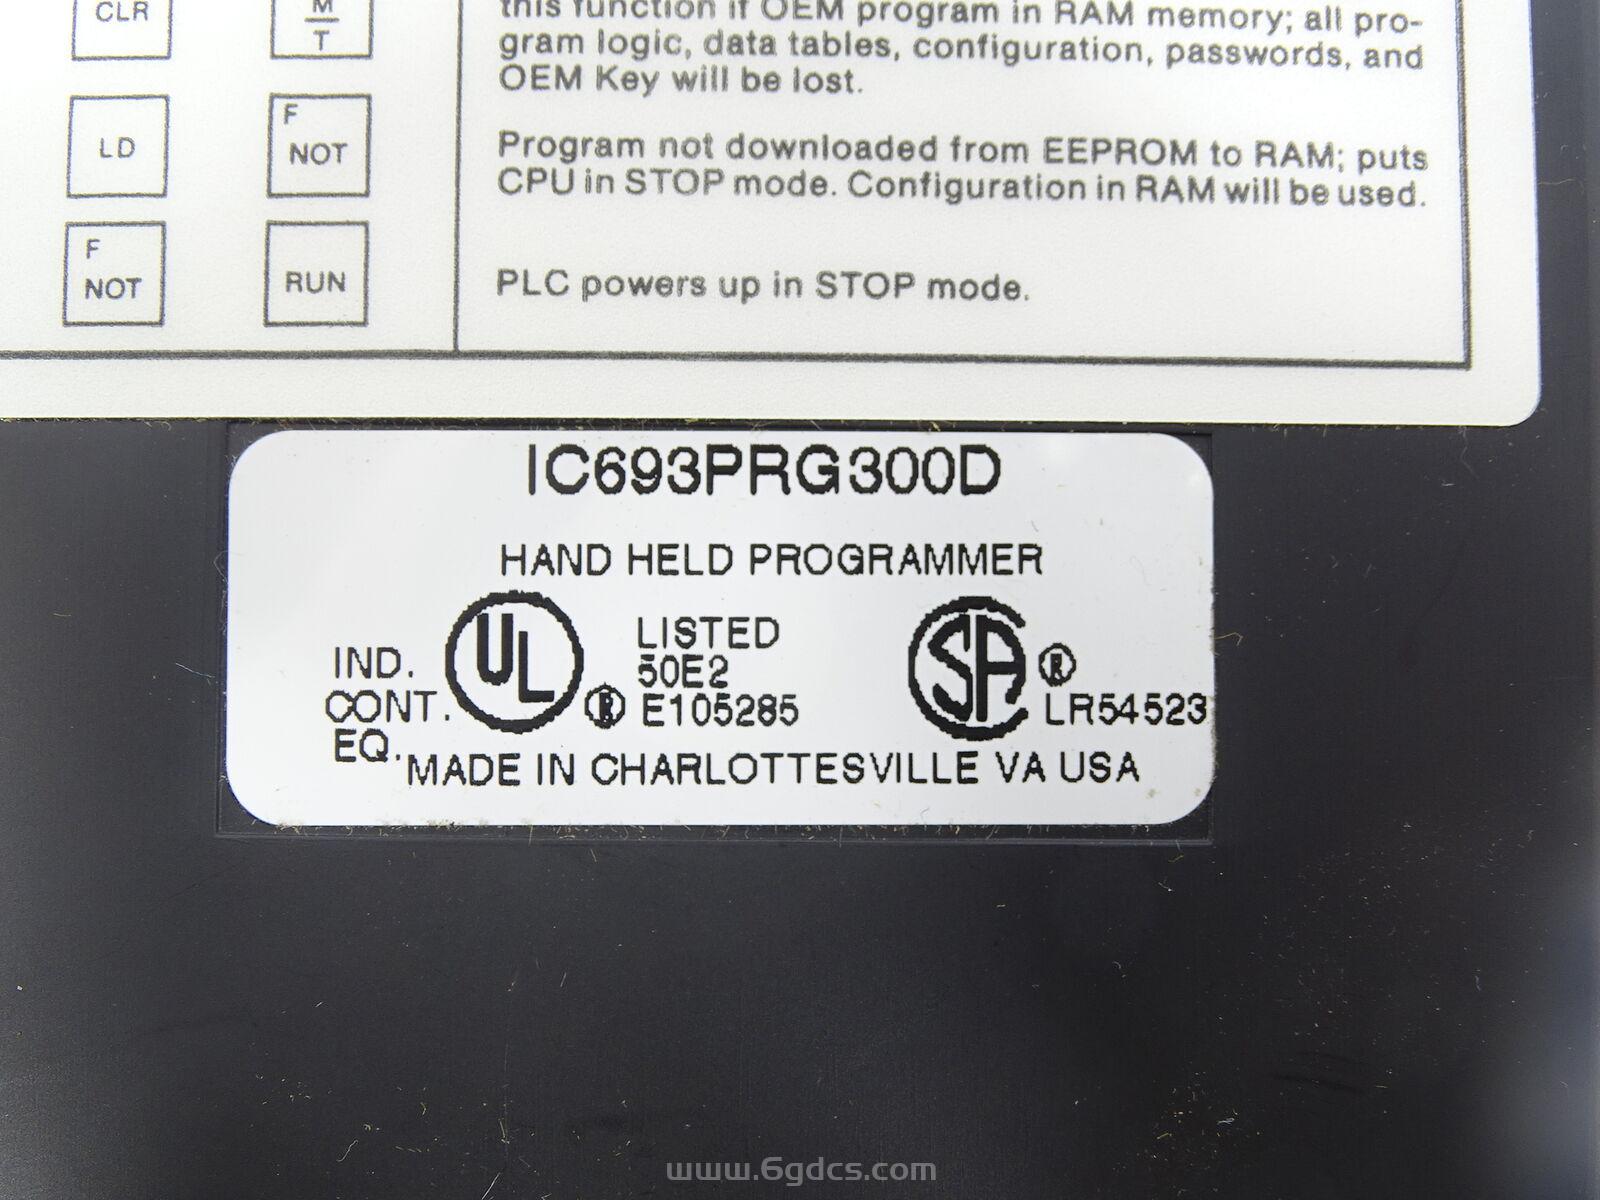 this function if OEM program in RAM memory; all pro-
CLR M/T gram logic, data tables, configuration, passwords, and
OEM Key will be lost.
F
LD NOT Program not downloaded from EEPROM to RAM; puts
CPU in STOP mode. Configuration in RAM will be used.
F
NOT RUN PLC powers up in STOP mode.
IC693PRG300D
HAND HELD PROGRAMMER
IND.
CONT.
EQ.
UL ®
LISTED
50E2
E105285
SA ®
LR54523
MADE IN CHARLOTTESVILLE VA USA
www.6gdcs.com